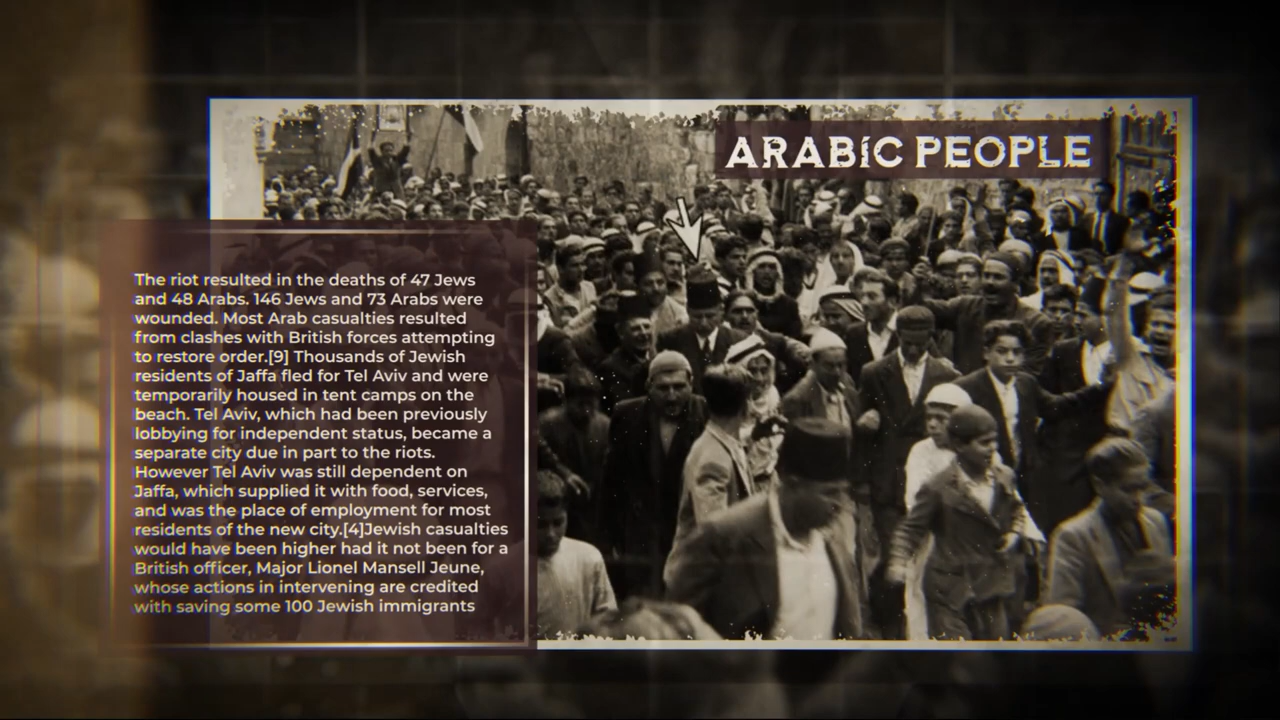 ARABIC PEOPLE
The riot resulted in the deaths of 47 Jews
and 48 Arabs. 146 Jews and 73 Arabs were
wounded. Most Arab casualties resulted
from clashes with British forces attempting
to restore order.[9] Thousands of Jewish
residents of Jaffa fled for Tel Aviv and were
temporarily housed in tent camps on the
beach. Tel Aviv, which had been previously
lobbying for independent status, became a
separate city due in part to the riots.
However Tel Aviv was still dependent on
Jaffa, which supplied it with food, services,
and was the place of employment for most
residents of the new city.[4]Jewish casualties
would have been higher had it not been for a
British officer, Major Lionel Mansell Jeune,
whose actions in intervening are credited
with saving some 100 Jewish immigrants